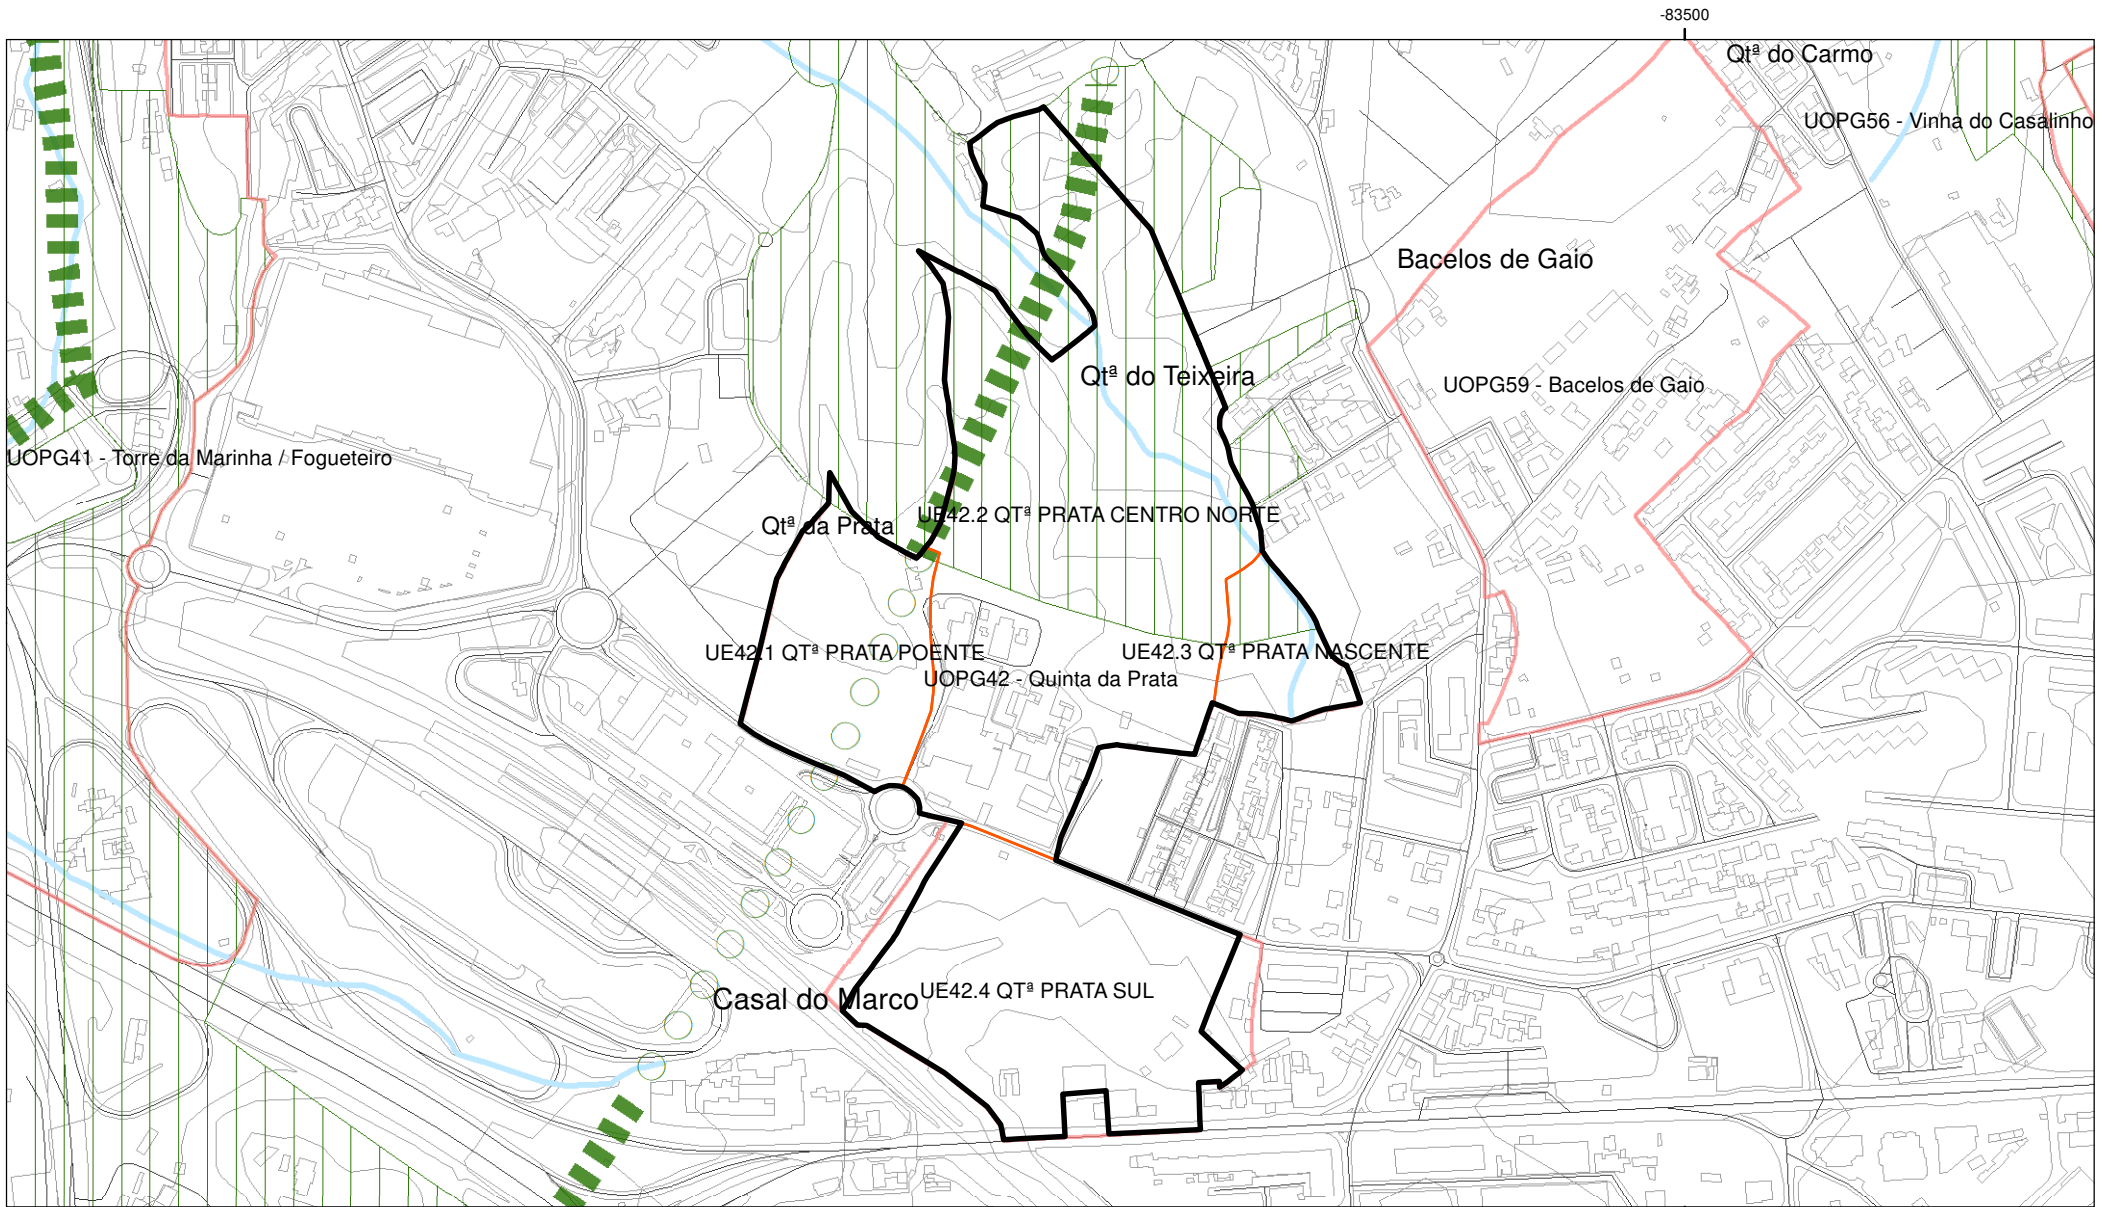 -83500
Qtª do Carmo
UOPG56 - Vinha do Casalinho
Bacelos de Gaio
Qtª do Teixeira
UOPG59 - Bacelos de Gaio
UOPG41 - Torre da Marinha / Fogueteiro
UE42.2 QTª PRATA CENTRO NORTE
Qtª da Prata
UE42.1 QTª PRATA POENTE
UE42.3 QTª PRATA NASCENTE
UOPG42 - Quinta da Prata
UE42.4 QTª PRATA SUL
Casal do Marco